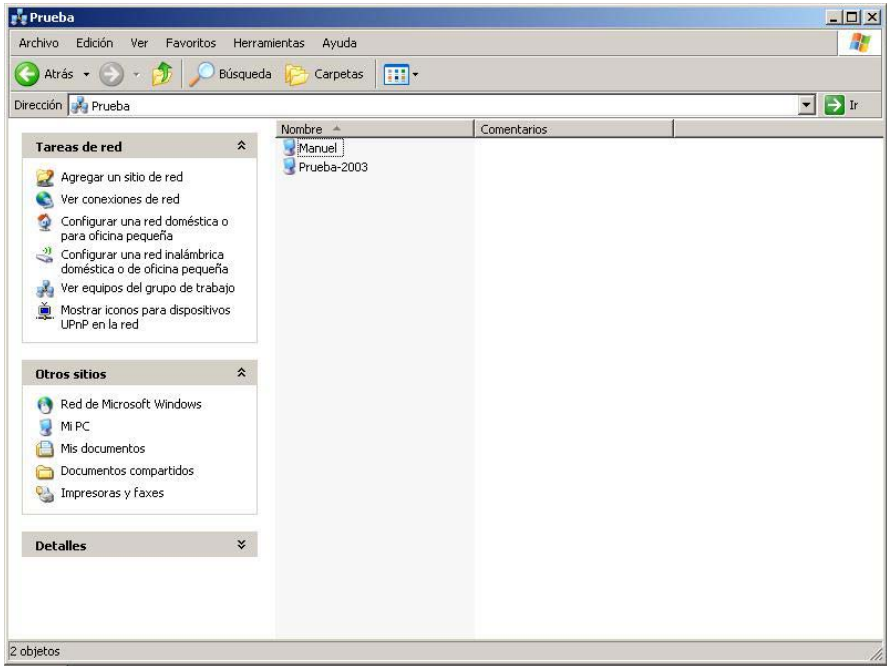 Prueba
Archivo Edición Ver Favoritos Herramientas Ayuda
Atrás Búsqueda Carpetas
Dirección Prueba Ir
Tareas de red
Agregar un sitio de red
Ver conexiones de red
Configurar una red doméstica o
para oficina pequeña
Configurar una red inalámbrica
doméstica o de oficina pequeña
Ver equipos del grupo de trabajo
Mostrar iconos para dispositivos
UPnP en la red
Otros sitios
Red de Microsoft Windows
Mi PC
Mis documentos
Documentos compartidos
Impresoras y faxes
Detalles
Nombre Comentarios
Manuel
Prueba-2003
2 objetos